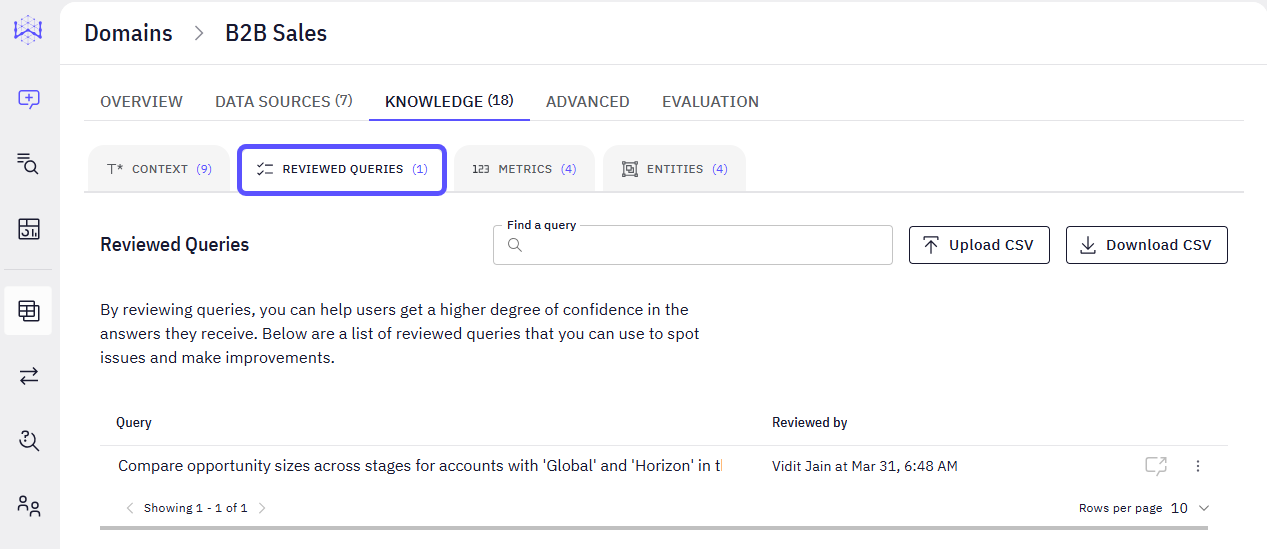 Domains > B2B Sales
OVERVIEW DATA SOURCES (7) KNOWLEDGE (18) ADVANCED EVALUATION
T* CONTEXT (9) REVIEWED QUERIES (1) 123 METRICS (4) ENTITIES (4)
Find a query
Reviewed Queries Upload CSV Download CSV
By reviewing queries, you can help users get a higher degree of confidence in the
answers they receive. Below are a list of reviewed queries that you can use to spot
issues and make improvements.
Query Reviewed by
Compare opportunity sizes across stages for accounts with 'Global' and 'Horizon' in Vidit Jain at Mar 31, 6:48 AM
Showing 1 - 1 of 1 Rows per page 10